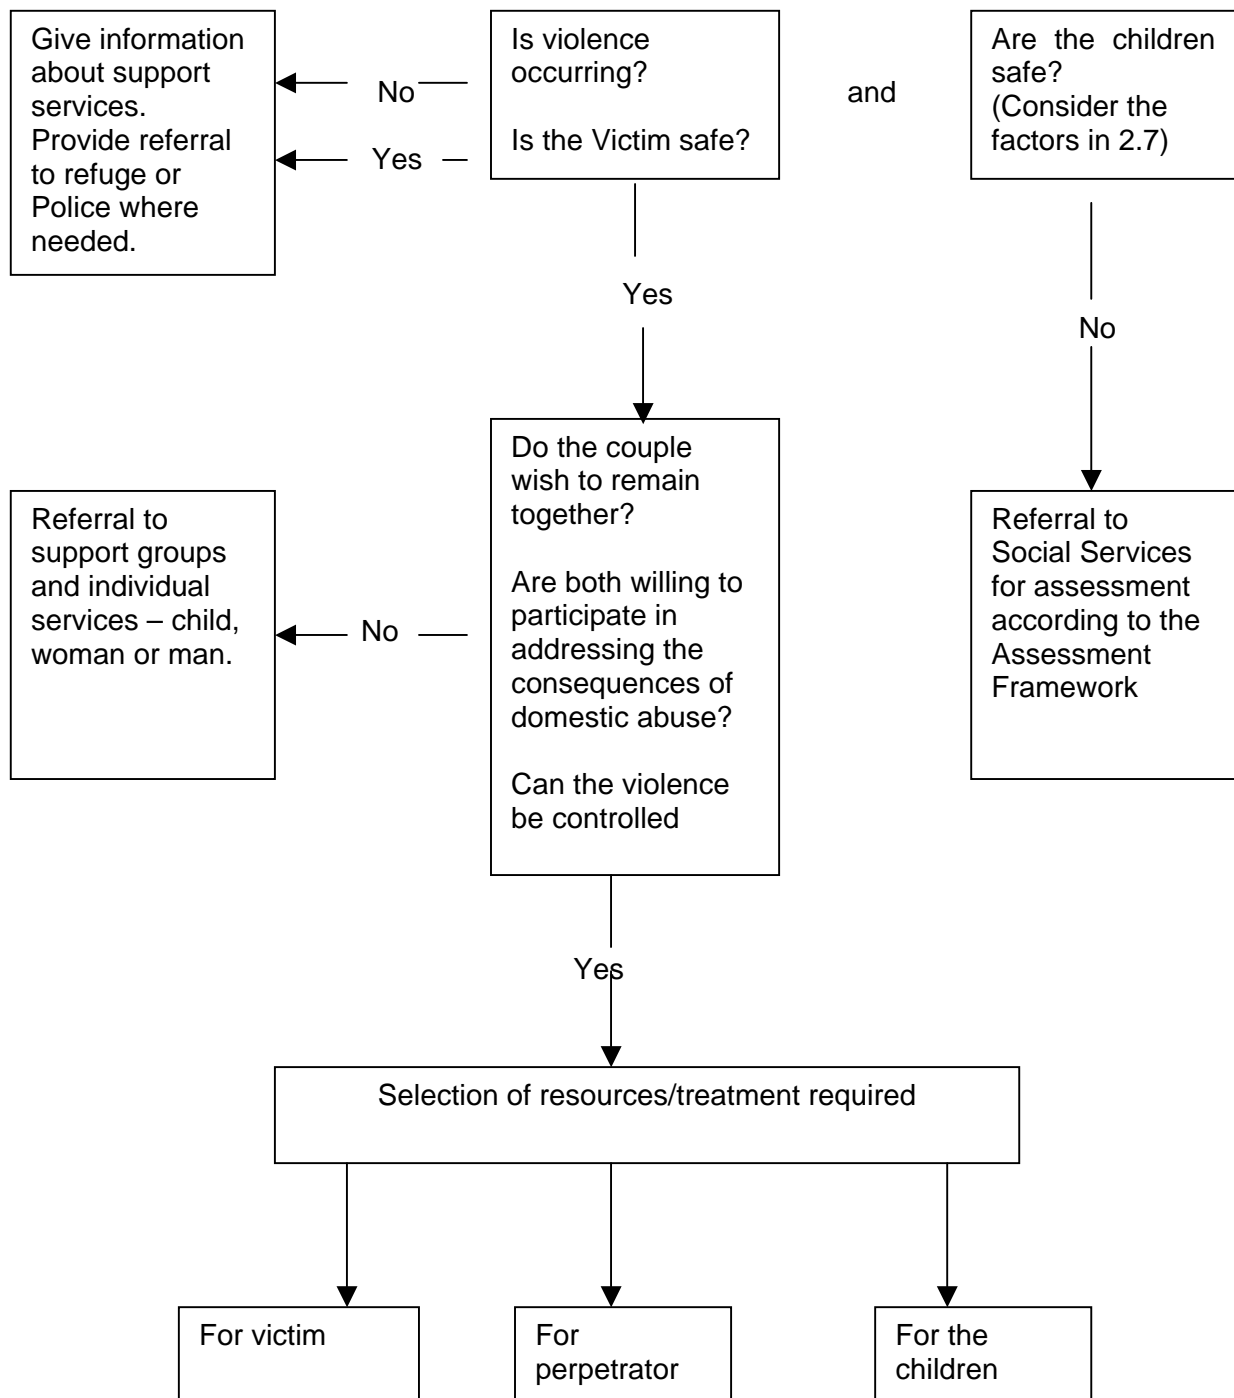 Give information
about support
services.
Provide referral
to refuge or
Police where
needed.
No
Yes
Is violence
occurring?
Is the Victim safe?
and
Are the children
safe?
(Consider the
factors in 2.7)
Yes
No
Referral to
support groups
and individual
services – child,
woman or man.
No
Do the couple
wish to remain
together?
Are both willing to
participate in
addressing the
consequences of
domestic abuse?
Can the violence
be controlled
Referral to
Social Services
for assessment
according to the
Assessment
Framework
Yes
Selection of resources/treatment required
For victim
For
perpetrator
For the
children